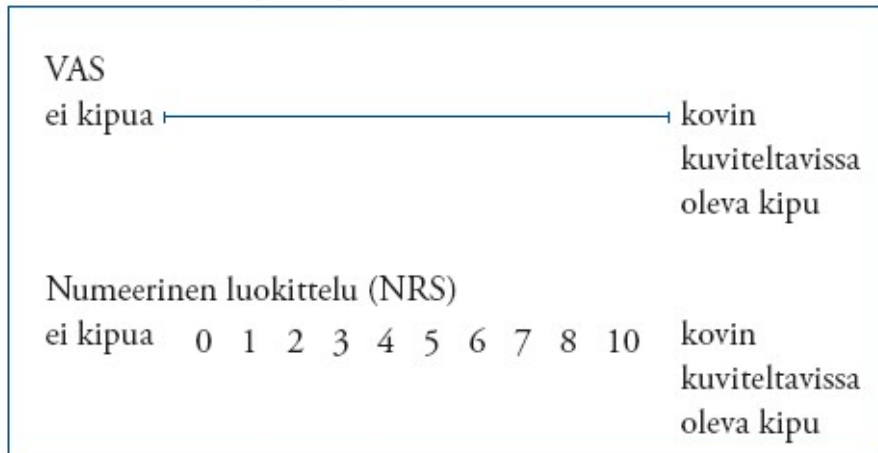 VAS
ei kipua kovin
kuviteltavissa
oleva kipu
Numeerinen luokittelu (NRS)
ei kipua 0 1 2 3 4 5 6 7 8 10 kovin
kuviteltavissa
oleva kipu